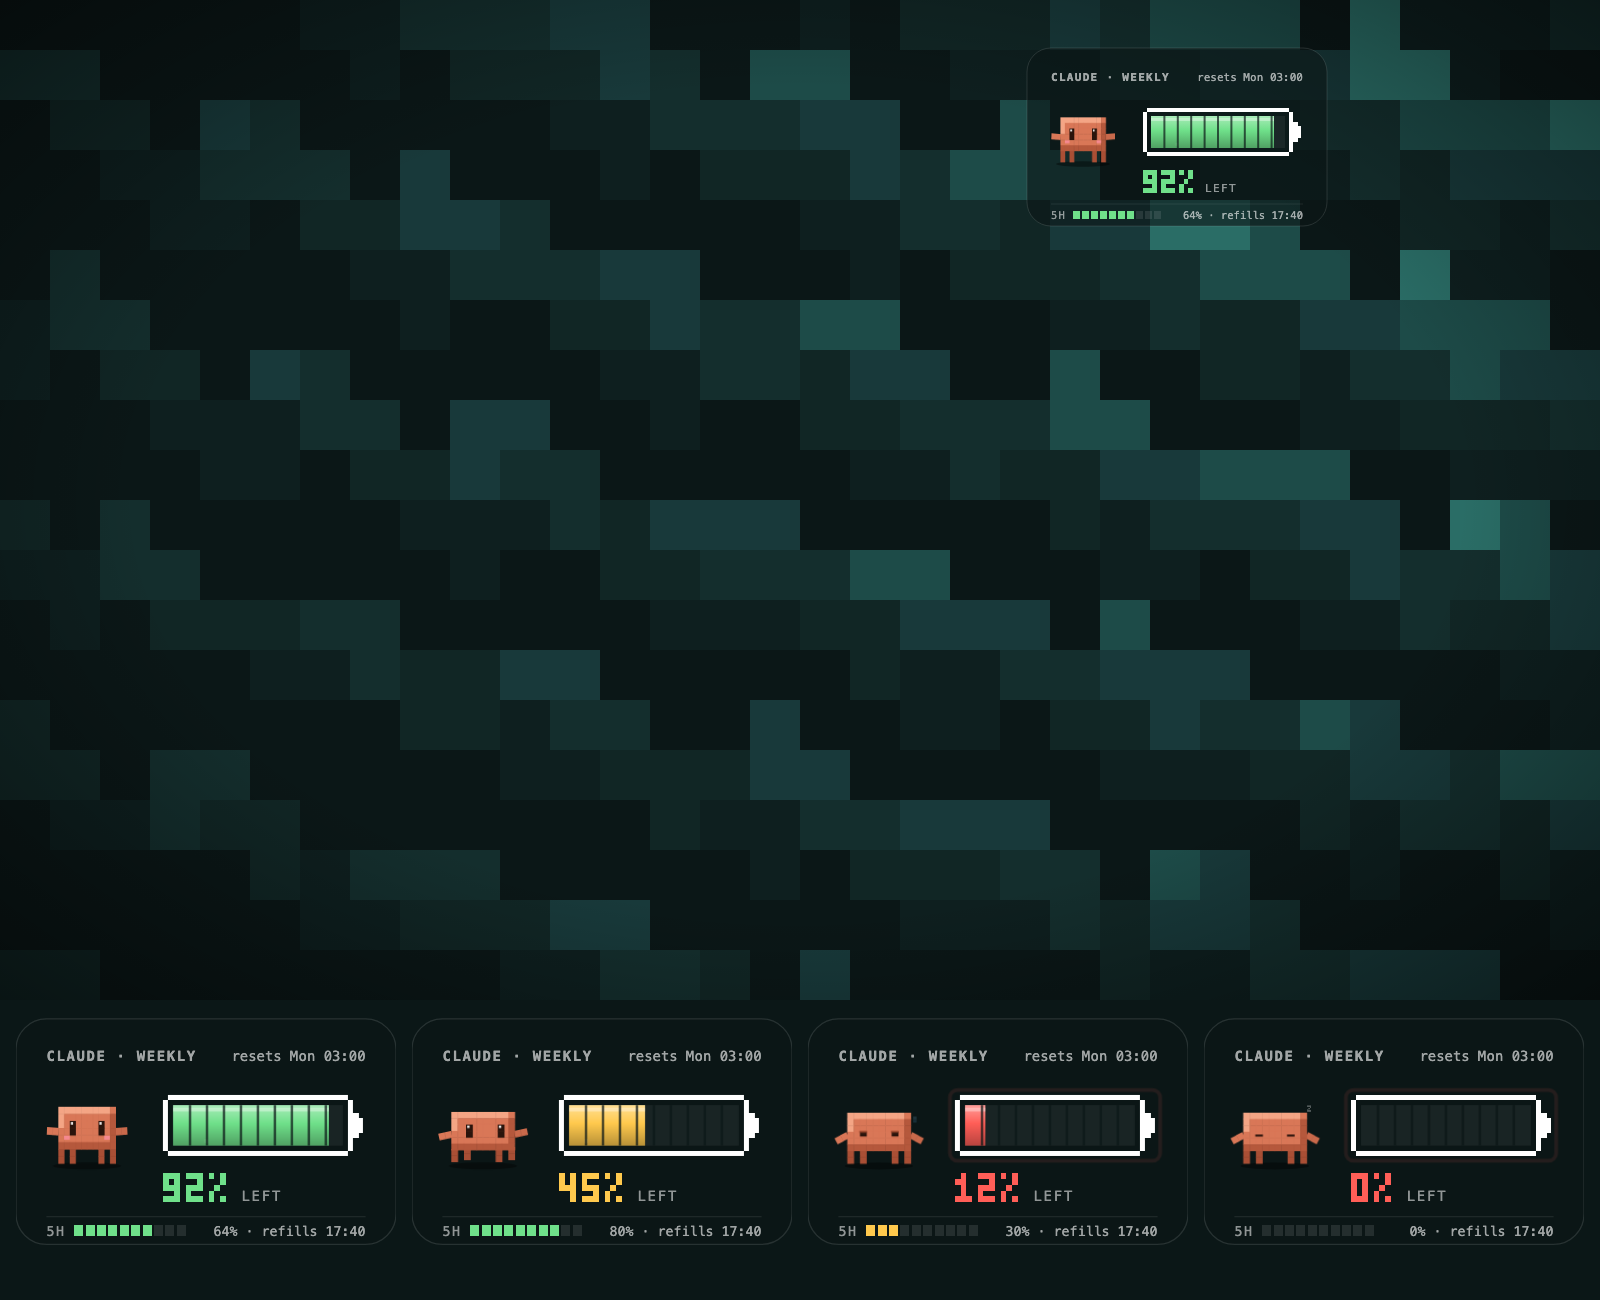 CLAUDE · WEEKLY resets Mon 03:00
92% LEFT
5H 64% · refills 17:40
CLAUDE · WEEKLY resets Mon 03:00
92% LEFT
5H 64% · refills 17:40
CLAUDE · WEEKLY resets Mon 03:00
45% LEFT
5H 80% · refills 17:40
CLAUDE · WEEKLY resets Mon 03:00
12% LEFT
5H 30% · refills 17:40
CLAUDE · WEEKLY resets Mon 03:00
z
0% LEFT
5H 0% · refills 17:40